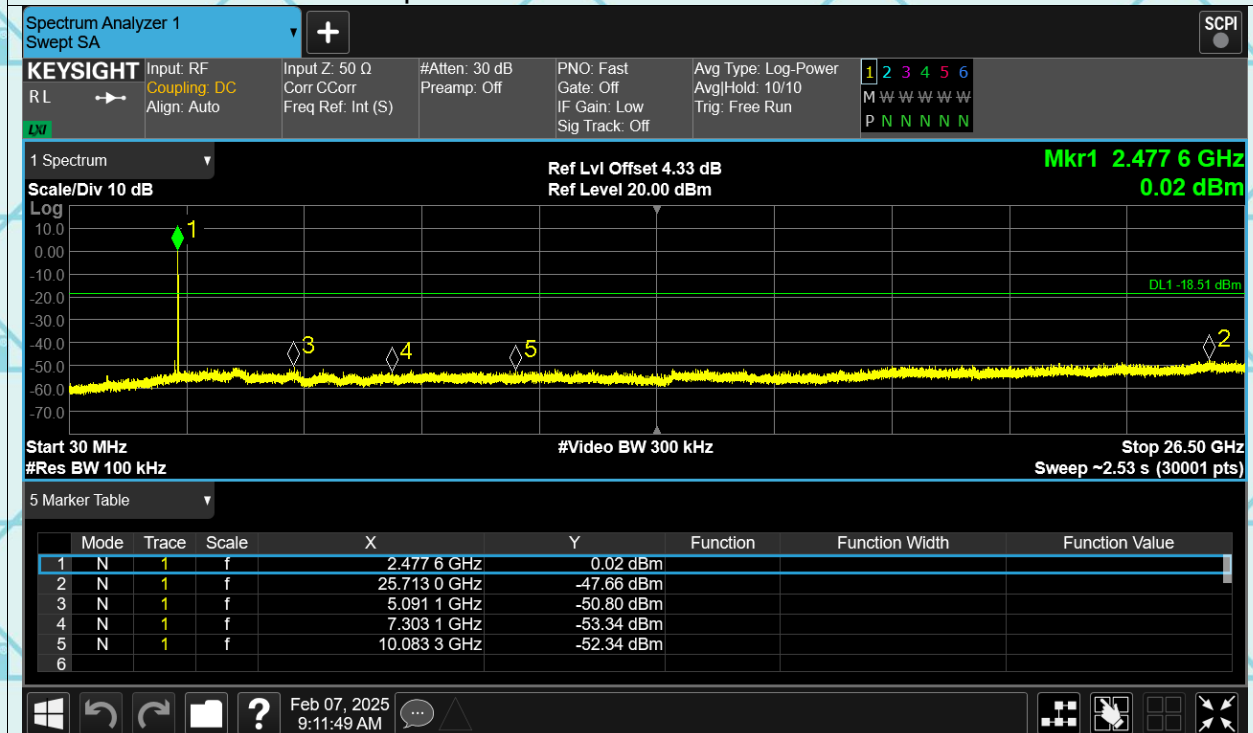 Spectrum Analyzer 1
Swept SA
+
SCPI
KEYSIGHT
RL
LXI
Input: RF
Coupling: DC
Align: Auto
Input Z: 50 Ω
Corr CCorr
Freq Ref: Int (S)
#Atten: 30 dB
Preamp: Off
PNO: Fast
Gate: Off
IF Gain: Low
Sig Track: Off
Avg Type: Log-Power
Avg|Hold: 10/10
Trig: Free Run
1 2 3 4 5 6
M W W W W W
P N N N N N
1 Spectrum
Scale/Div 10 dB
Ref Lvl Offset 4.33 dB
Ref Level 20.00 dBm
Mkr1 2.477 6 GHz
0.02 dBm
Log
10.0
0.00
-10.0
-20.0
-30.0
-40.0
-50.0
-60.0
-70.0
1
3
4
5
2
DL1 -18.51 dBm
Start 30 MHz
#Res BW 100 kHz
#Video BW 300 kHz
Stop 26.50 GHz
Sweep ~2.53 s (30001 pts)
5 Marker Table
Mode Trace Scale X Y Function Function Width Function Value
1 N 1 f 2.477 6 GHz 0.02 dBm
2 N 1 f 25.713 0 GHz -47.66 dBm
3 N 1 f 5.091 1 GHz -50.80 dBm
4 N 1 f 7.303 1 GHz -53.34 dBm
5 N 1 f 10.083 3 GHz -52.34 dBm
6
?
Feb 07, 2025
9:11:49 AM